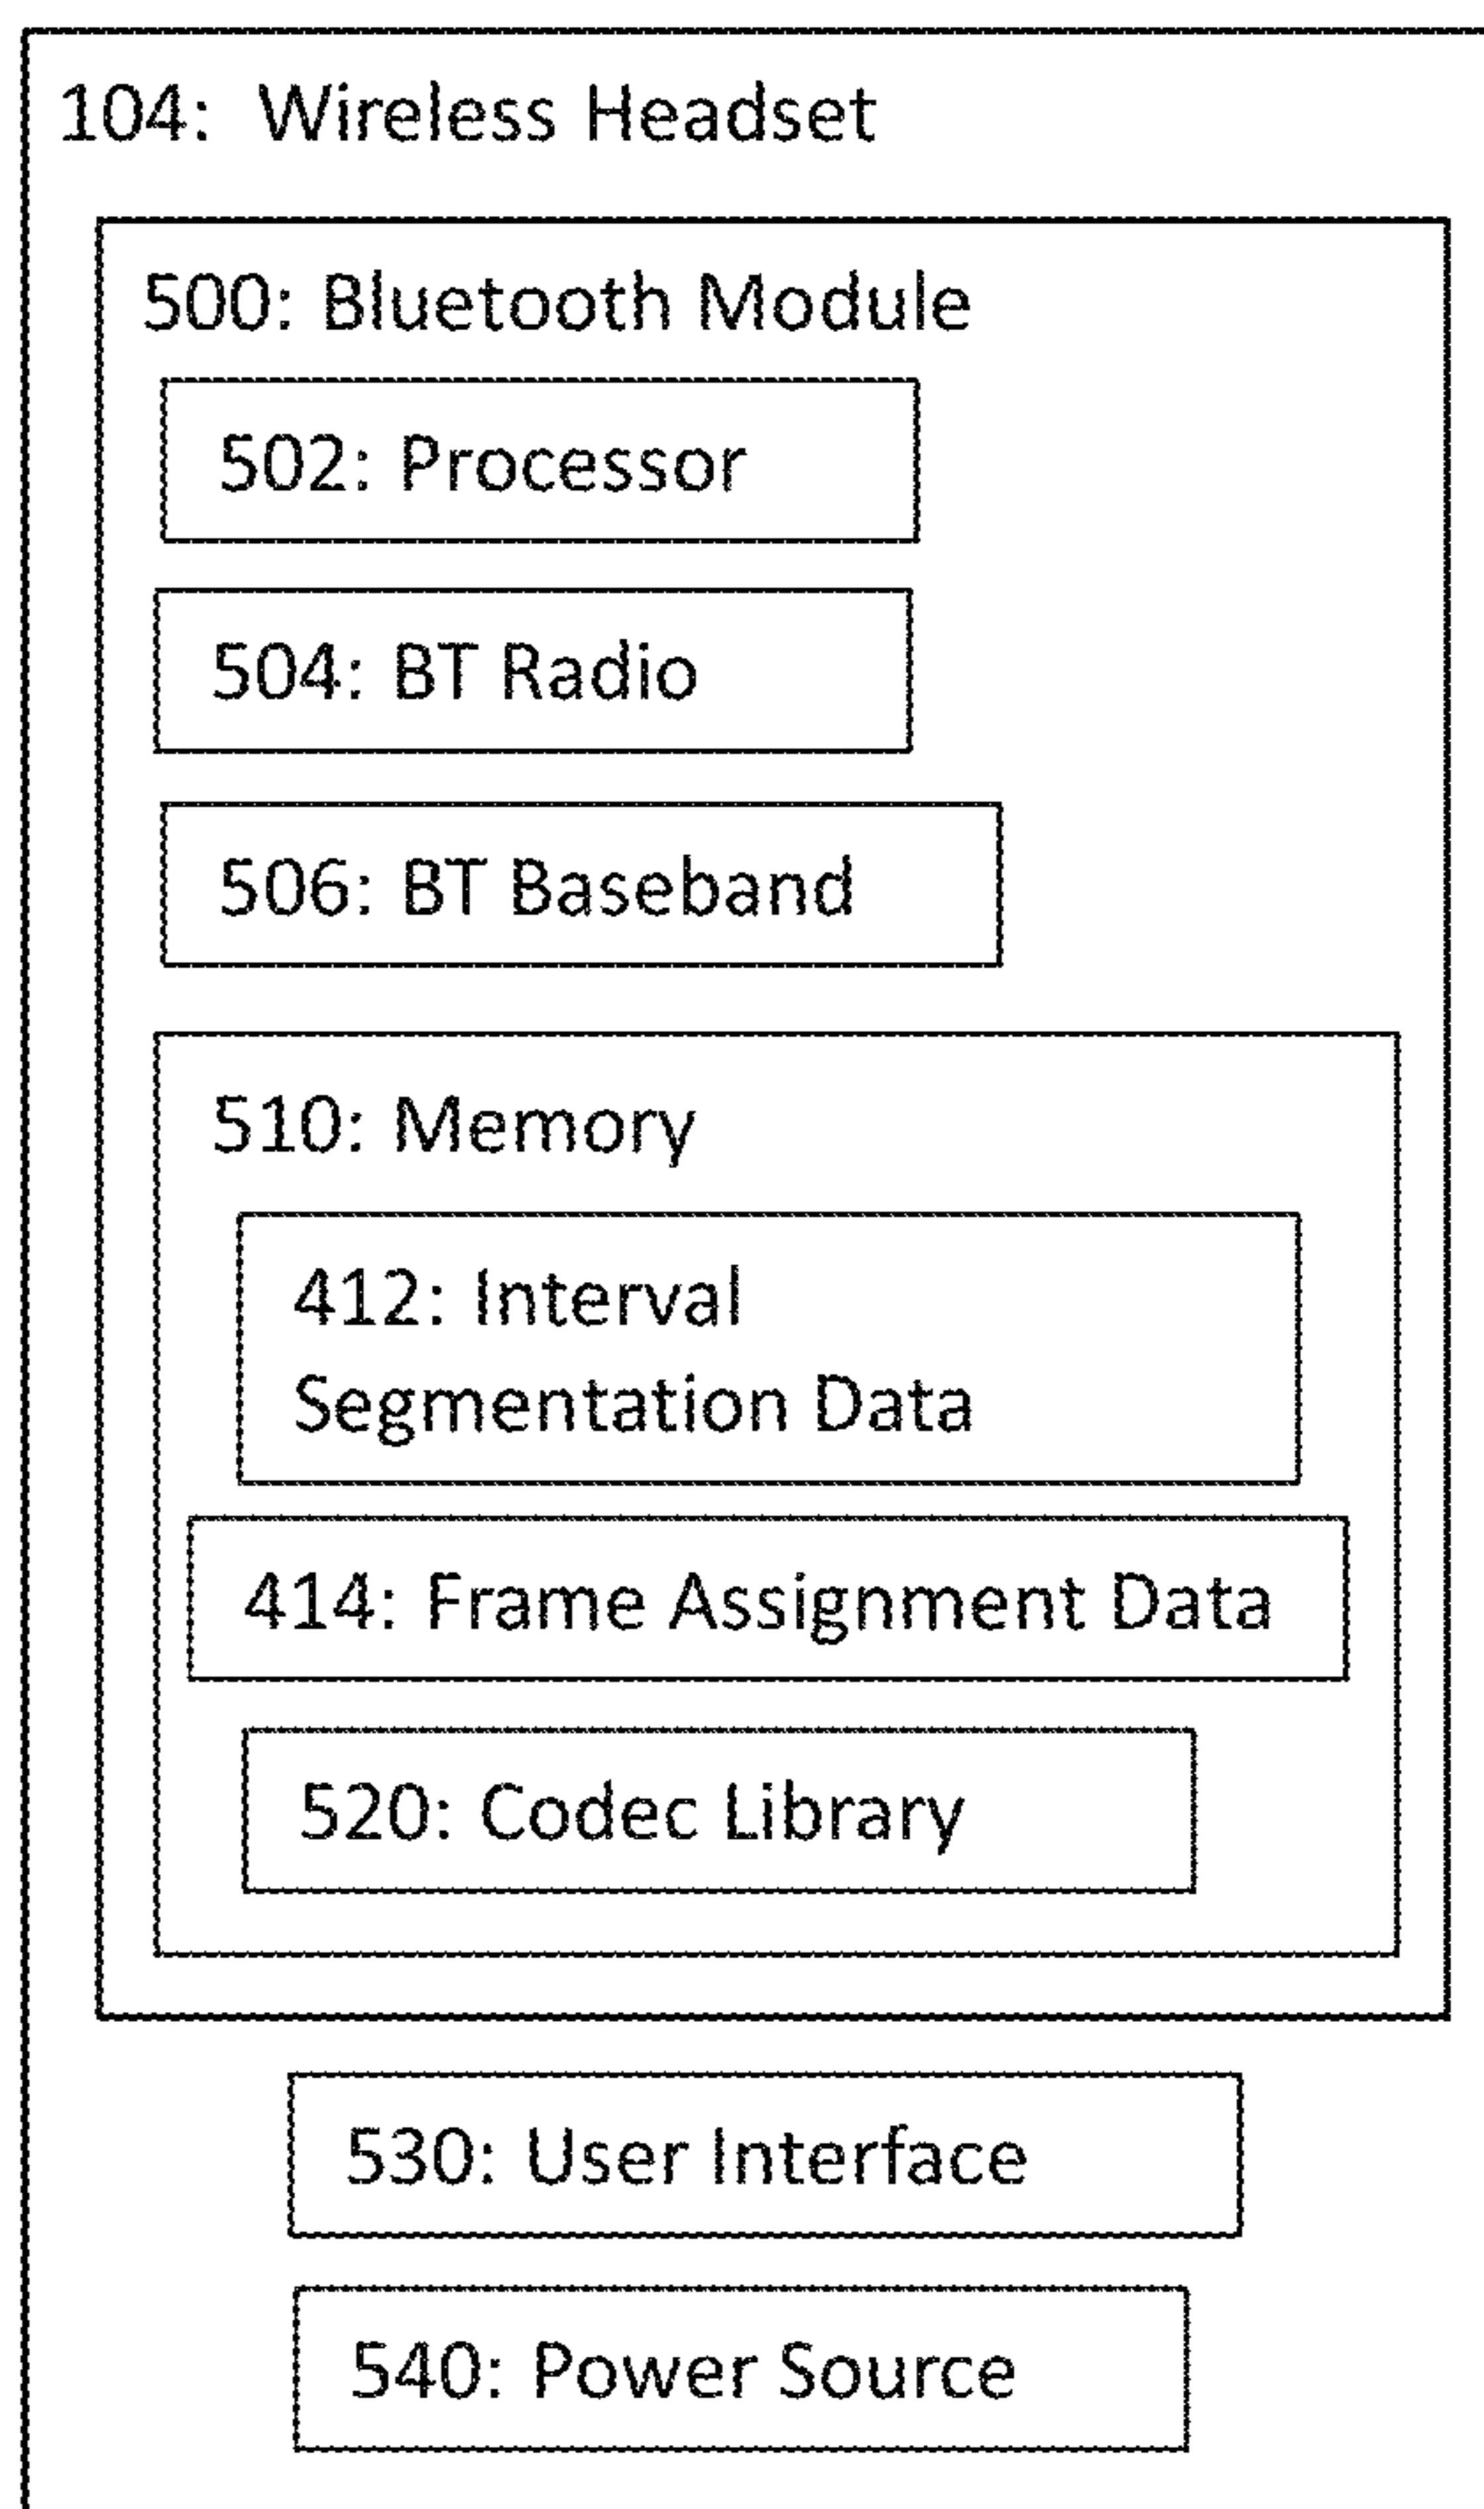 104: Wireless Headset
500: Bluetooth Module
502: Processor
504: BT Radio
506: BT Baseband
510: Memory
412: Interval
Segmentation Data
414: Frame Assignment Data
520: Codec Library
530: User Interface
540: Power Source